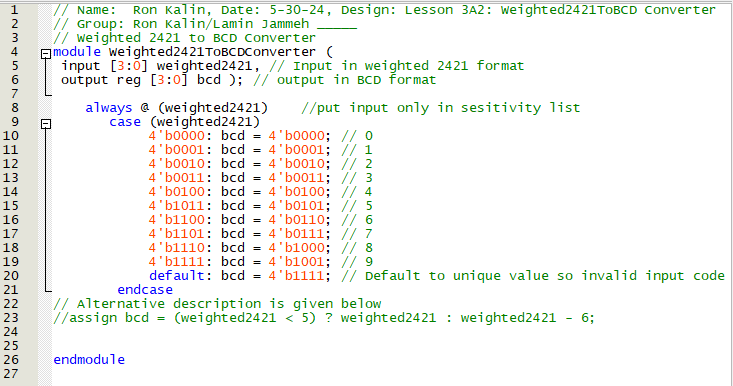 1 // Name: Ron Kalin, Date: 5-30-24, Design: Lesson 3A2: Weighted2421ToBCD Converter
2 // Group: Ron Kalin/Lamin Jammeh _____
3 // Weighted 2421 to BCD Converter
4 module Weighted2421ToBCDConverter (
5 input [3:0] weighted2421, // Input in weighted 2421 format
6 output reg [3:0] bcd ); // output in BCD format
7
8 always @ (weighted2421) //put input only in sesitivity list
9 case (weighted2421)
10 4'b0000: bcd = 4'b0000; // 0
11 4'b0001: bcd = 4'b0001; // 1
12 4'b0010: bcd = 4'b0010; // 2
13 4'b0011: bcd = 4'b0011; // 3
14 4'b0100: bcd = 4'b0100; // 4
15 4'b1011: bcd = 4'b0101; // 5
16 4'b1100: bcd = 4'b0110; // 6
17 4'b1101: bcd = 4'b0111; // 7
18 4'b1110: bcd = 4'b1000; // 8
19 4'b1111: bcd = 4'b1001; // 9
20 default: bcd = 4'b1111; // Default to unique value so invalid input code
21 endcase
22 // Alternative description is given below
23 //assign bcd = (weighted2421 < 5) ? weighted2421 : weighted2421 - 6;
24
25
26 endmodule
27